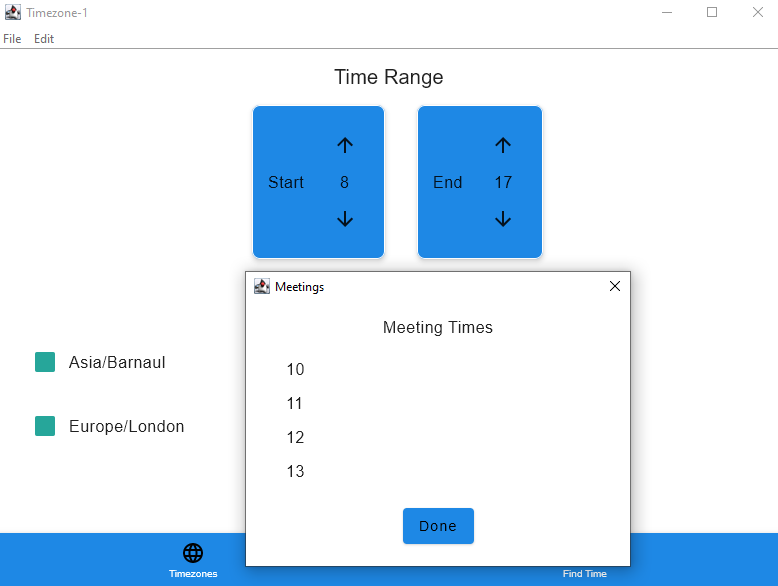 Timezone-1
File Edit
Time Range
Start 8
End 17
Meetings
Meeting Times
10
11
12
13
Done
Asia/Barnaul
Europe/London
Timezones
Find Time